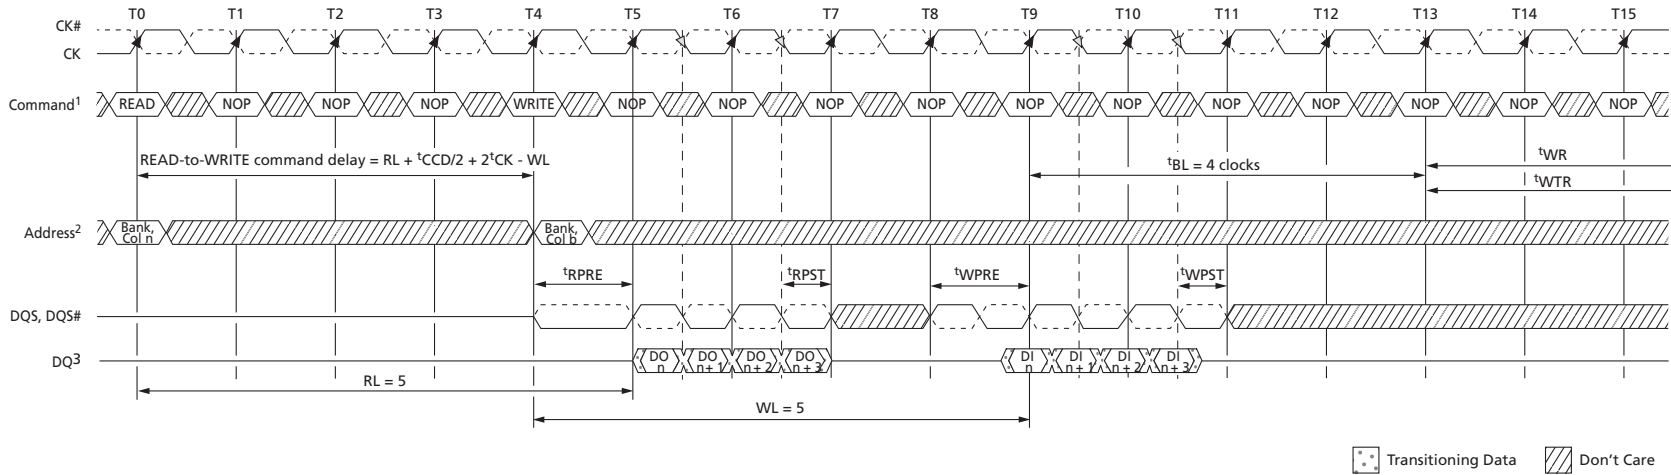 T0 T1 T2 T3 T4 T5 T6 T7 T8 T9 T10 T11 T12 T13 T14 T15
CK#
CK
Command1 READ NOP NOP NOP WRITE NOP NOP NOP NOP NOP NOP NOP NOP NOP NOP NOP
READ-to-WRITE command delay = RL + tCCD/2 + 2tCK - WL
tBL = 4 clocks
tWR
tWTR
Address2 Bank, Col n Bank, Col b
tRPRE tRPST tWPRE tWPST
DQS, DQS#
DQ3 DO n DO n + 1 DO n + 2 DO n + 3 DI n DI n + 1 DI n + 2 DI n + 3
RL = 5
WL = 5
Transitioning Data Don't Care